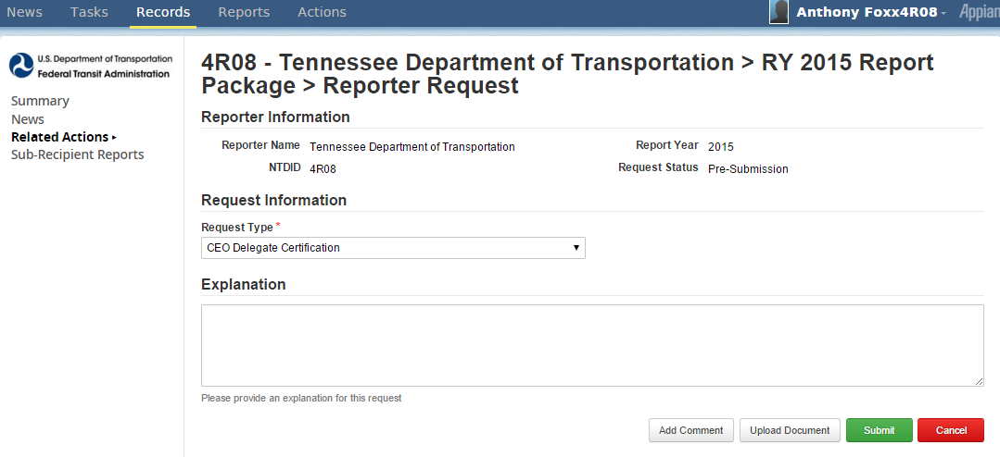 News Tasks Records Reports Actions Anthony Foxx4R08 Appian
U.S. Department of Transportation
Federal Transit Administration
Summary
News
Related Actions ▸
Sub-Recipient Reports
4R08 - Tennessee Department of Transportation > RY 2015 Report
Package > Reporter Request
Reporter Information
Reporter Name Tennessee Department of Transportation Report Year 2015
NTDID 4R08 Request Status Pre-Submission
Request Information
Request Type *
CEO Delegate Certification
Explanation
Please provide an explanation for this request
Add Comment Upload Document Submit Cancel